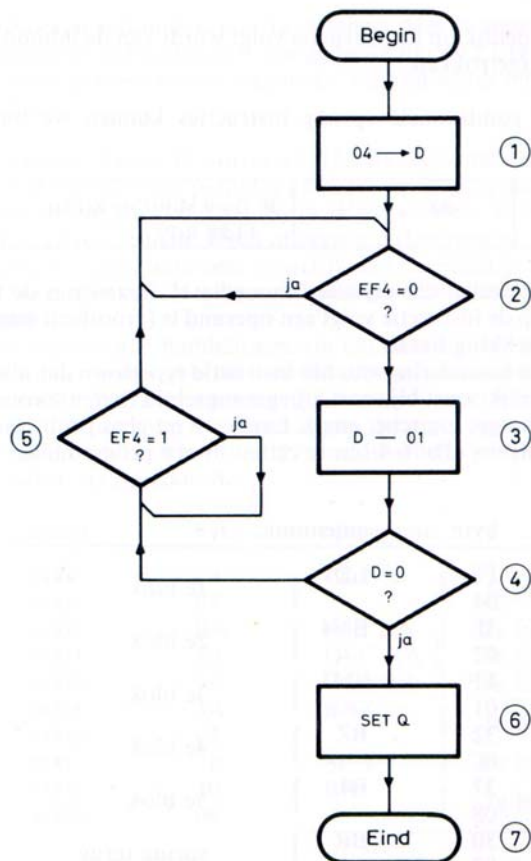 Begin
04 → D
①
EF4 = 0
?
②
ja
D — 01
③
EF4 = 1
?
⑤
ja
D = 0
?
④
ja
SET Q
⑥
Eind
⑦